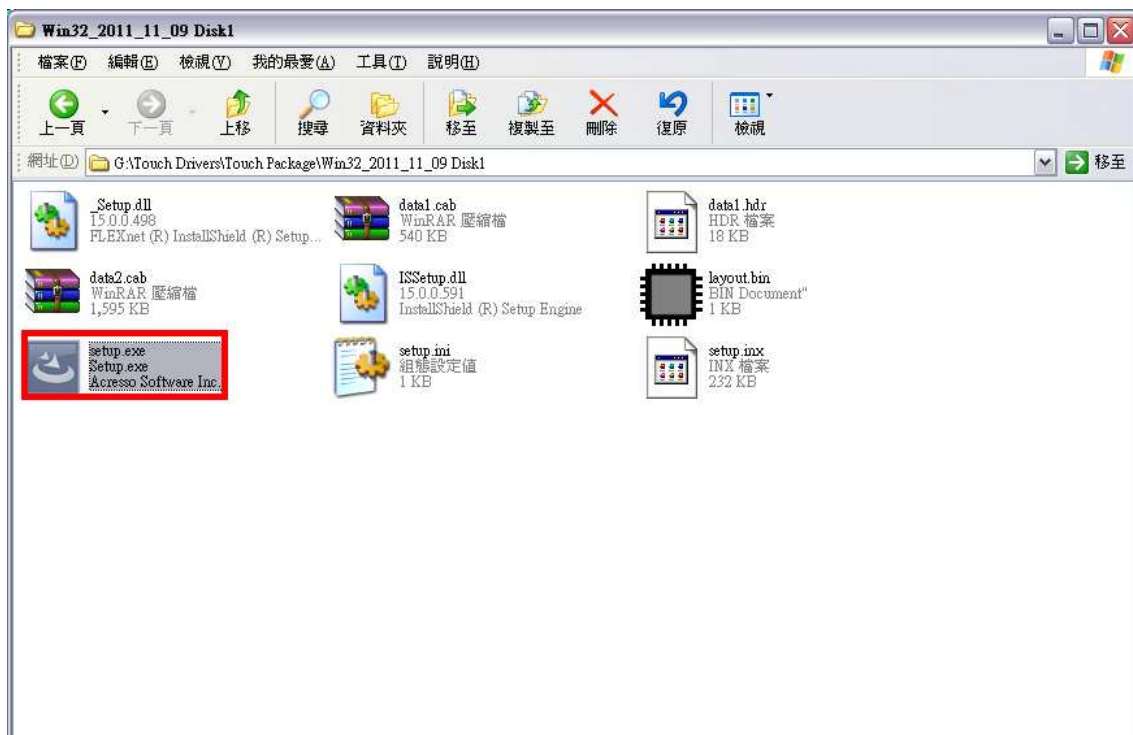 Win32_2011_11_09 Disk1
檔案(F) 編輯(E) 檢視(V) 我的最愛(A) 工具(T) 說明(H)
上一頁 下一頁 上移 搜尋 資料夾 移至 複製至 刪除 復原 檢視
網址(D) G:\Touch Drivers\Touch Package\Win32_2011_11_09 Disk1 移至
_Setup.dll
15.0.0.498
FLEXnet (R) InstallShield (R) Setup...
data1.cab
WinRAR 壓縮檔
540 KB
data1.hdr
HDR 檔案
18 KB
data2.cab
WinRAR 壓縮檔
1,595 KB
ISSetup.dll
15.0.0.591
InstallShield (R) Setup Engine
layout.bin
BIN Document"
1 KB
setup.exe
Setup.exe
Acresso Software Inc.
setup.ini
組態設定值
1 KB
setup.inx
INX 檔案
232 KB